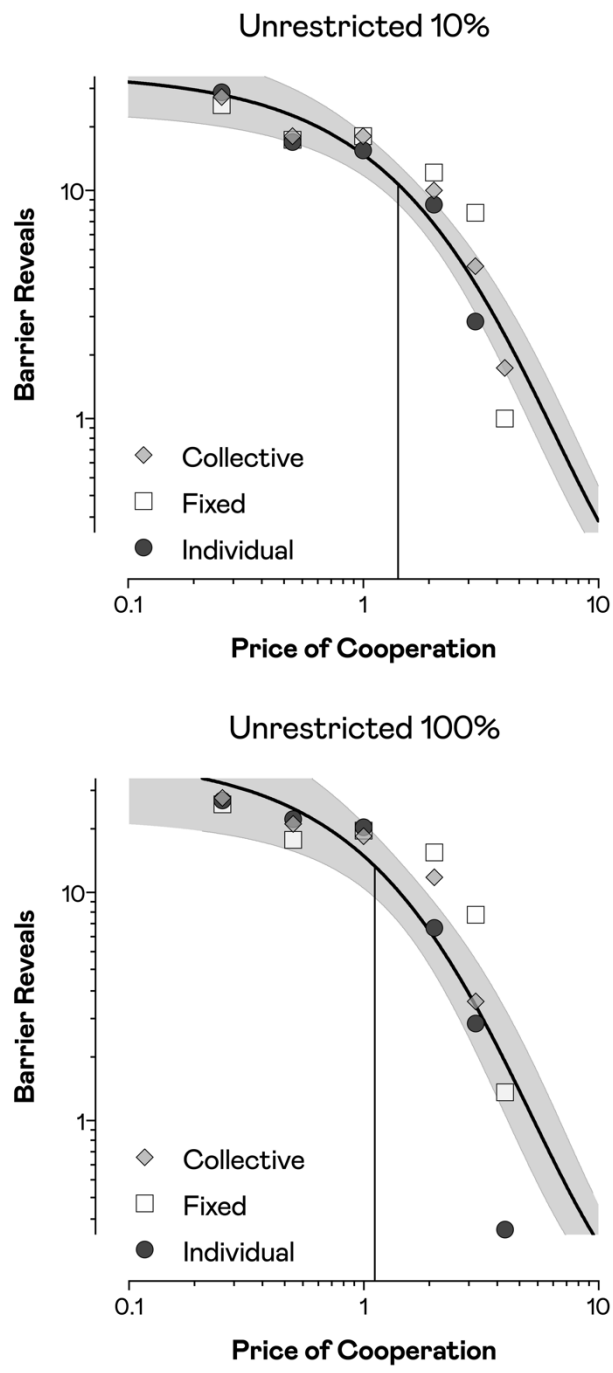 Unrestricted 10%
Barrier Reveals
10
1
Collective
Fixed
Individual
0.1 1 10
Price of Cooperation
Unrestricted 100%
Barrier Reveals
10
1
Collective
Fixed
Individual
0.1 1 10
Price of Cooperation